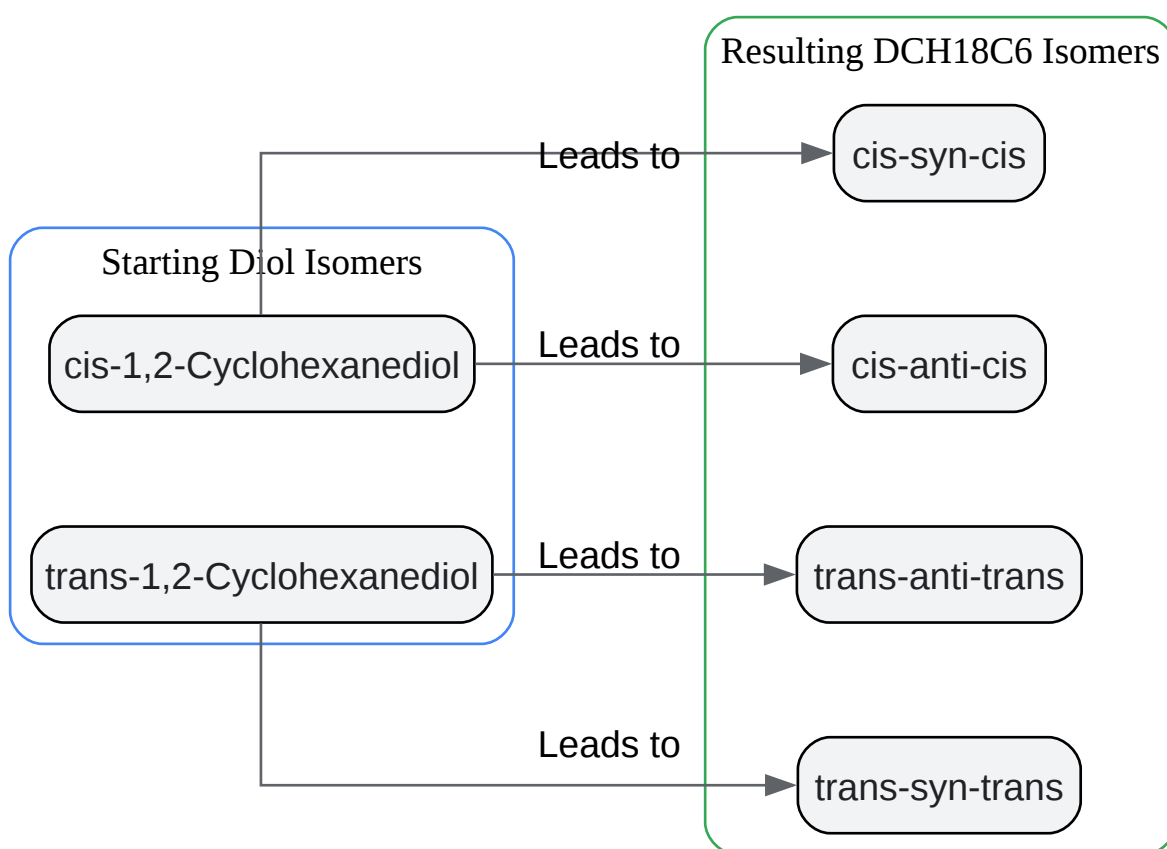 Resulting DCH18C6 Isomers
Leads to
cis-syn-cis
Starting Diol Isomers
cis-1,2-Cyclohexanediol
Leads to
cis-anti-cis
trans-1,2-Cyclohexanediol
Leads to
trans-anti-trans
Leads to
trans-syn-trans